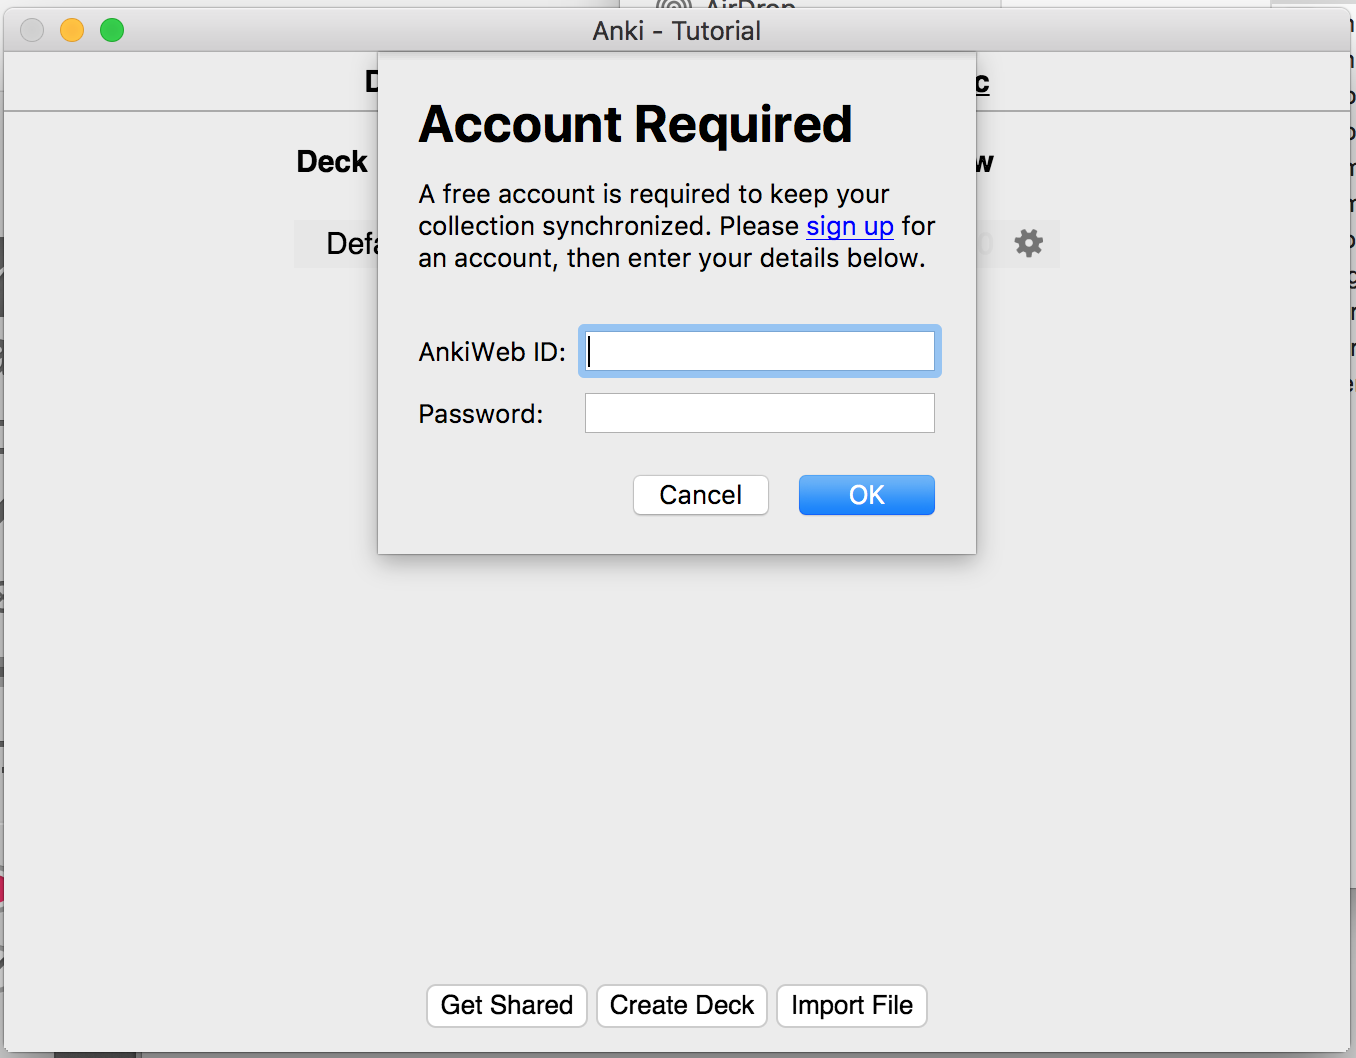 Anki - Tutorial
Account Required
Deck
A free account is required to keep your
collection synchronized. Please sign up for
an account, then enter your details below.
0
AnkiWeb ID:
Password:
Cancel OK
Get Shared Create Deck Import File